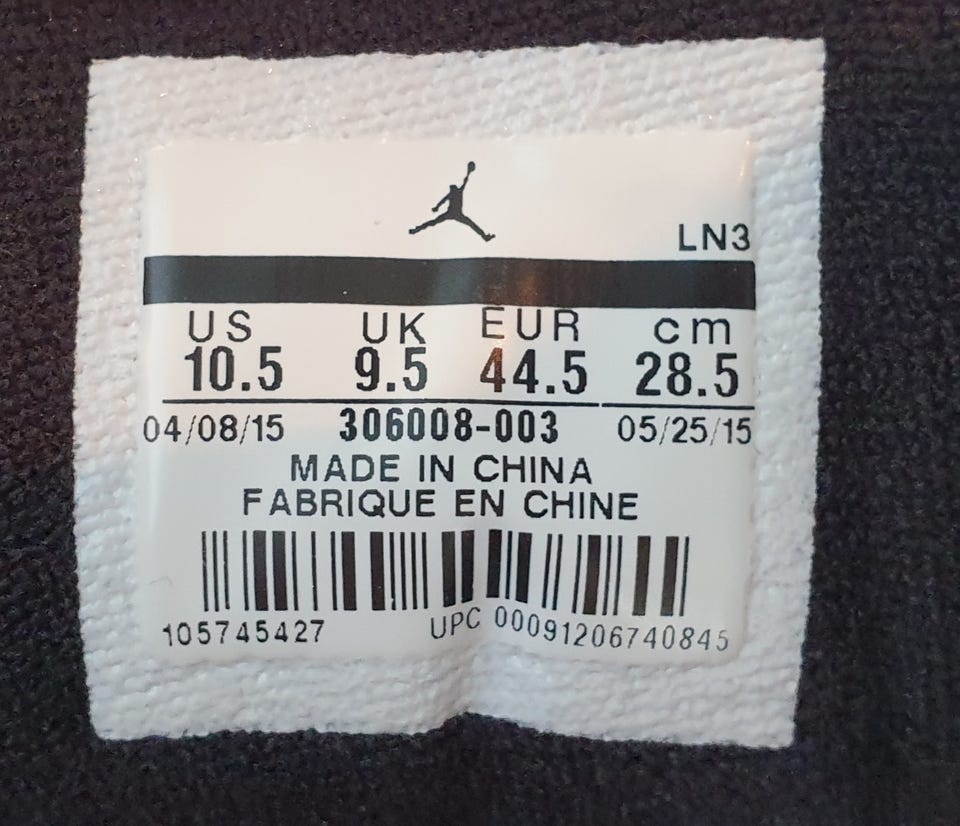 LN3
US UK EUR cm
10.5 9.5 44.5 28.5
04/08/15 306008-003 05/25/15
MADE IN CHINA
FABRIQUE EN CHINE
105745427 UPC 00091206740845